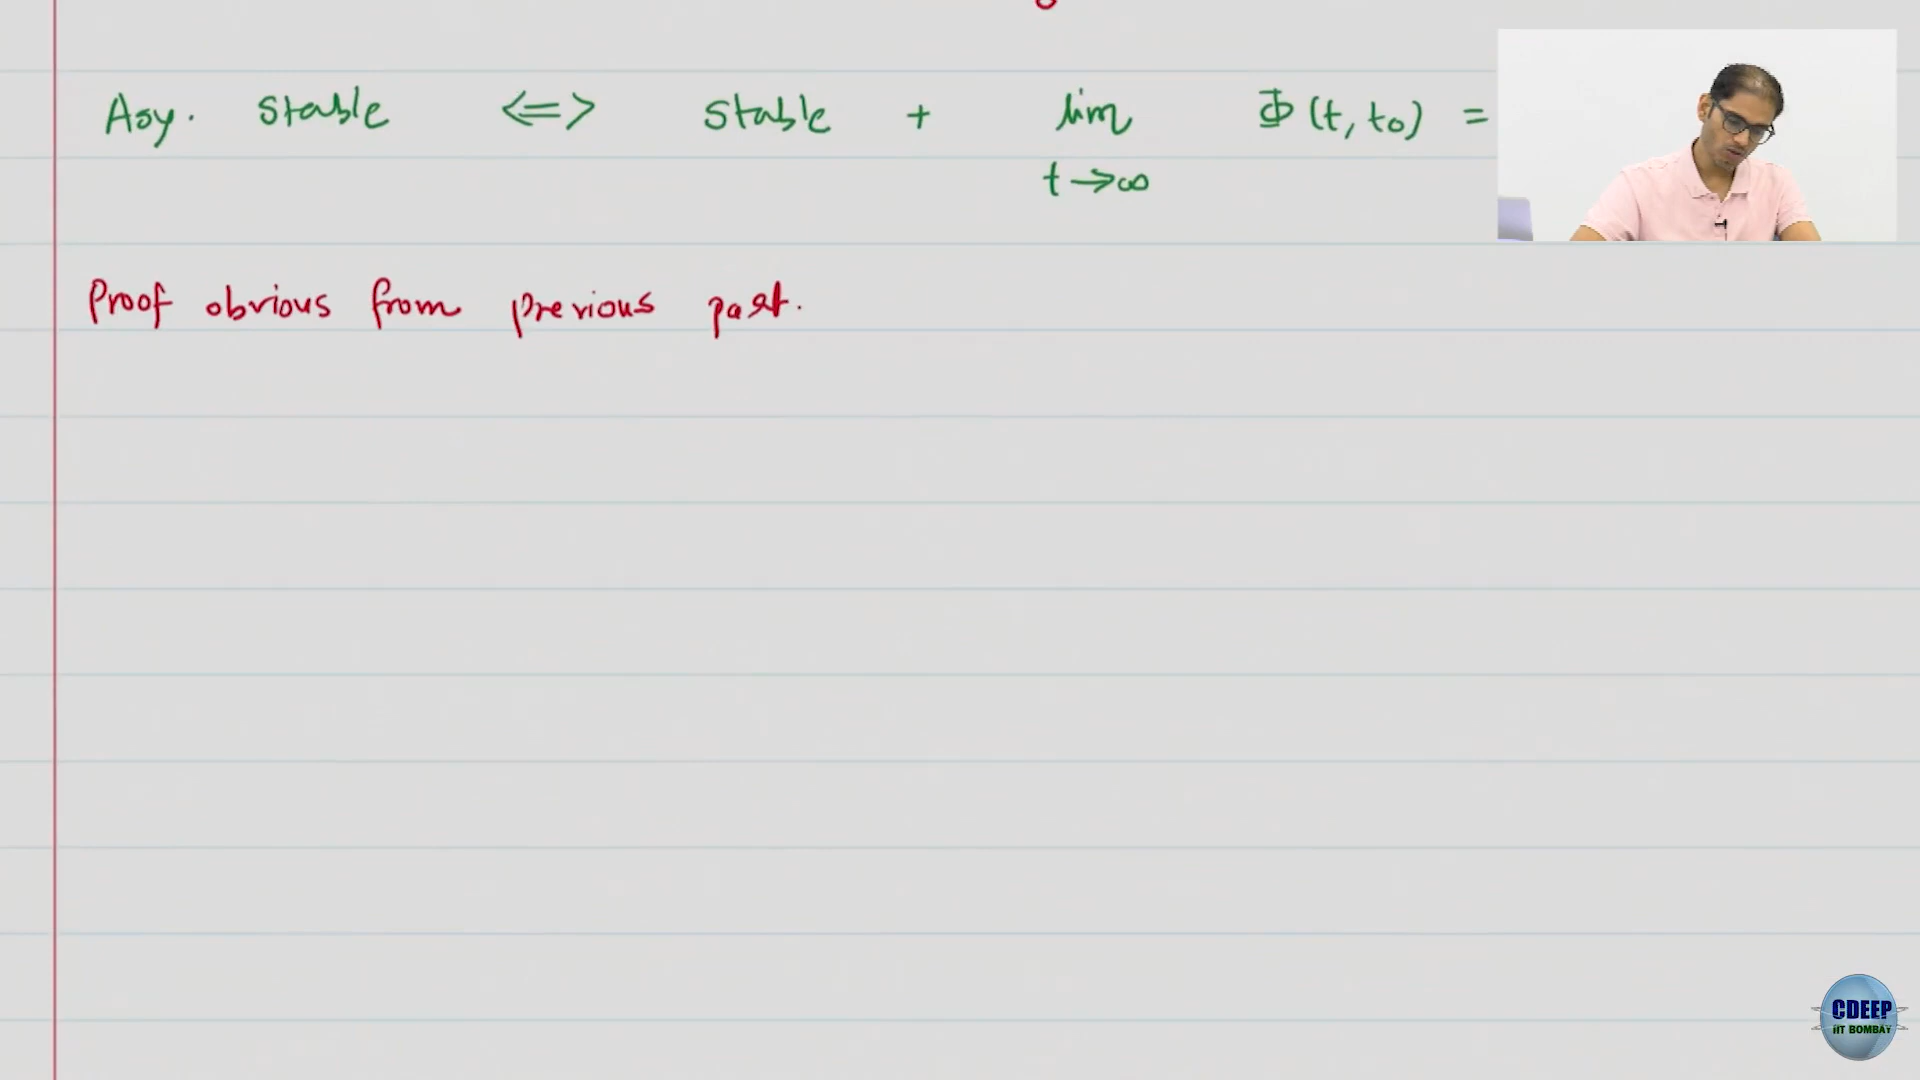 Asy. Stable <=> Stable + lim Φ(t, t₀) =
t→∞
Proof obvious from previous part.
CDEEP
IIT BOMBAY